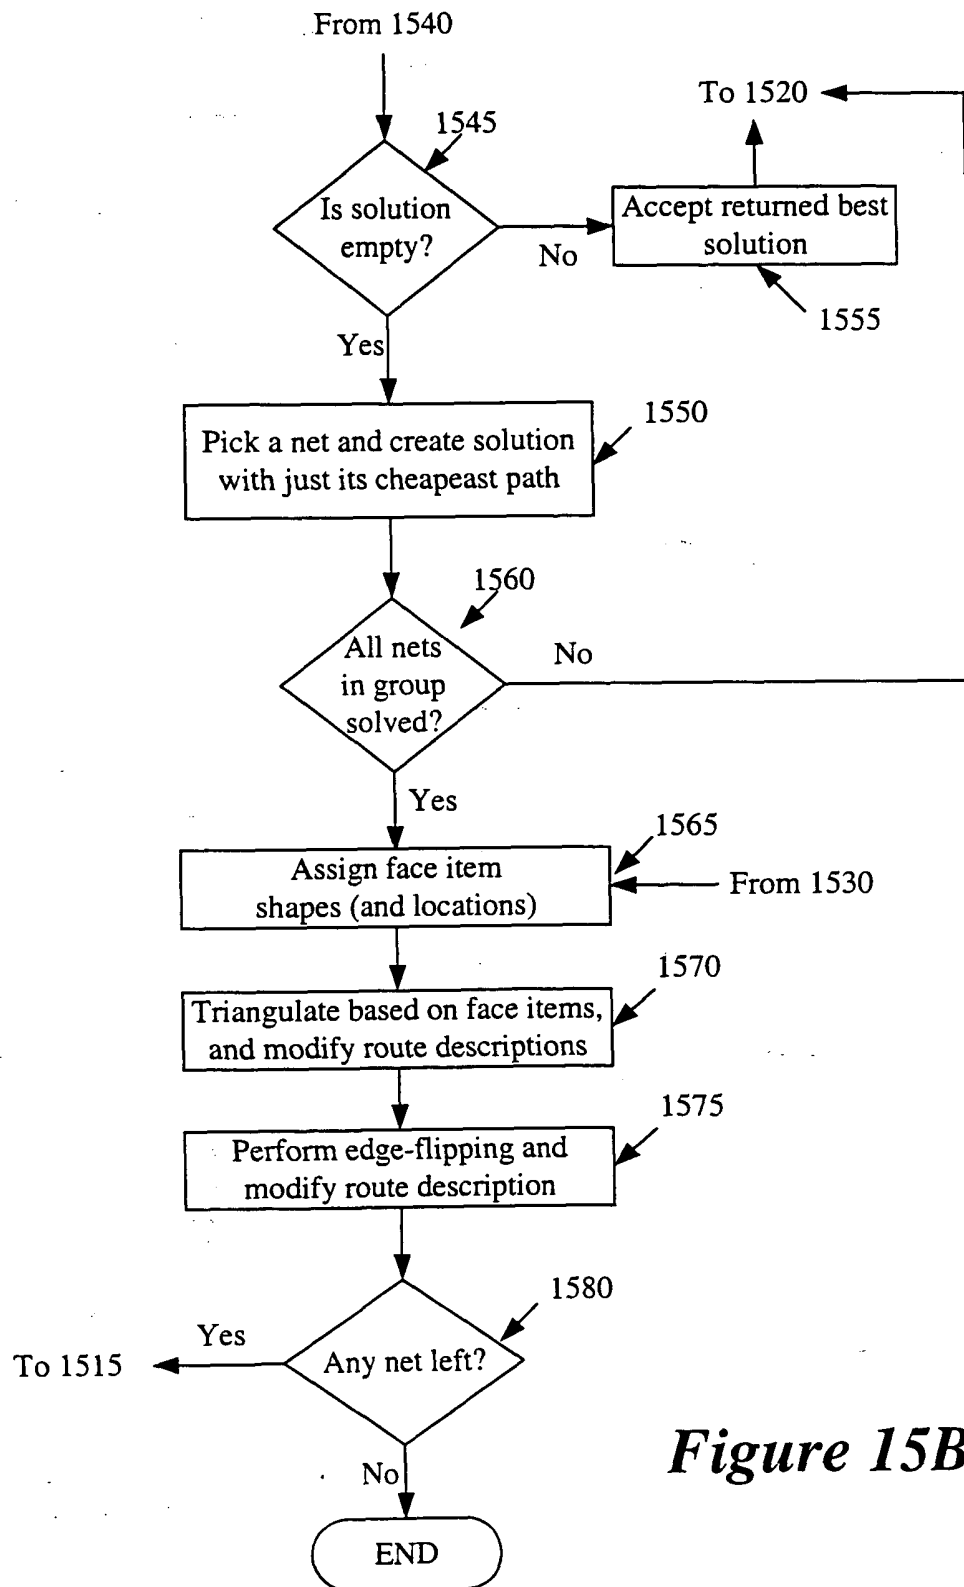 From 1540
To 1520
1545
Is solution
empty?
No
Accept returned best
solution
1555
Yes
1550
Pick a net and create solution
with just its cheapeast path
1560
All nets
in group
solved?
No
Yes
1565
Assign face item
shapes (and locations)
From 1530
1570
Triangulate based on face items,
and modify route descriptions
1575
Perform edge-flipping and
modify route description
1580
Yes
To 1515
Any net left?
No
Figure 15B
END